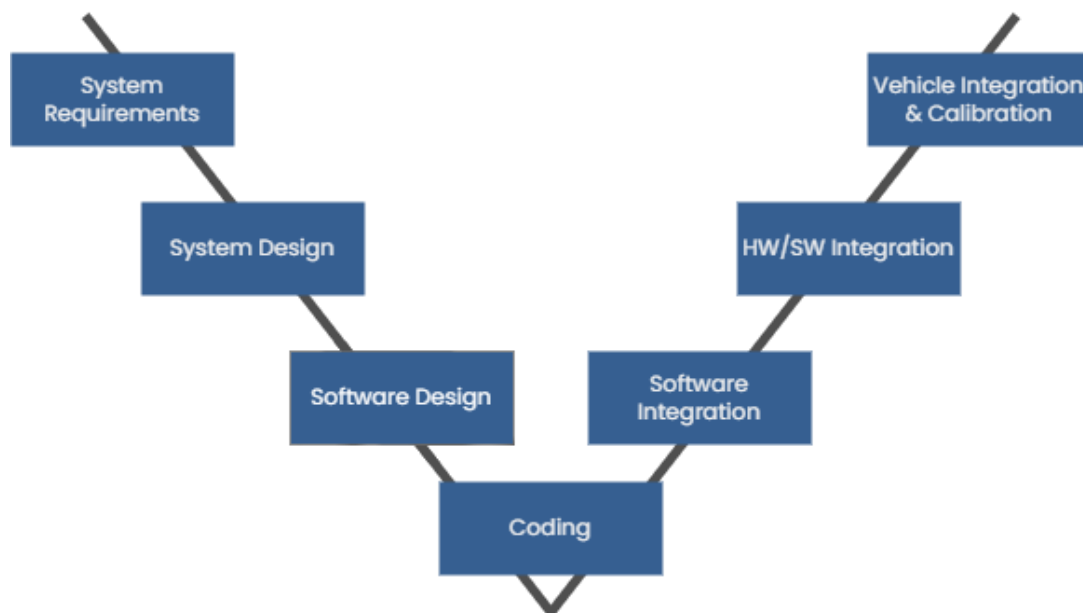 System
Requirements
Vehicle Integration
& Calibration
System Design
HW/SW Integration
Software Design
Software
Integration
Coding